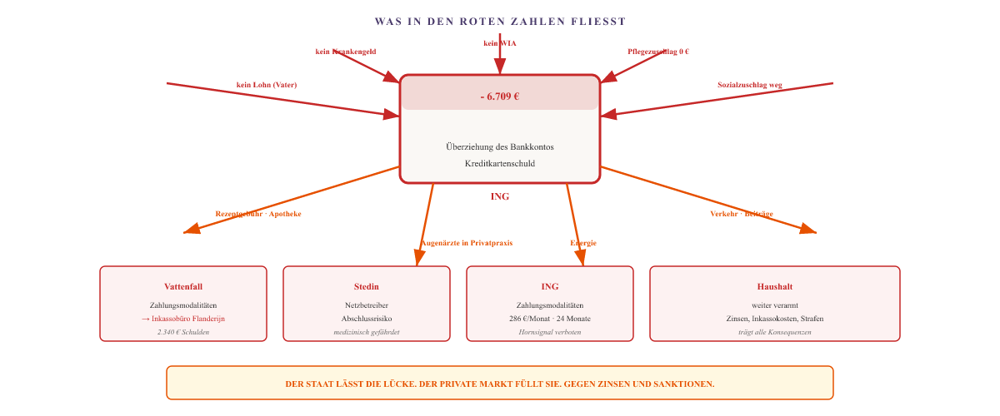 WAS IN DEN ROTEN ZAHLEN FLIESST
kein WIA
kein Krankengeld
Pflegezuschlag 0 €
kein Lohn (Vater)
Sozialzuschlag weg
- 6.709 €
Überziehung des Bankkontos
Kreditkartenschuld
ING
Rezeptgebühr · Apotheke
Verkehr · Beiträge
Augenärzte in Privatpraxis
Energie
Vattenfall
Zahlungsmodalitäten
→ Inkassobüro Flanderijn
2.340 € Schulden
Stedin
Netzbetreiber
Abschlussrisiko
medizinisch gefährdet
ING
Zahlungsmodalitäten
286 €/Monat · 24 Monate
Hornsignal verboten
Haushalt
weiter verarmt
Zinsen, Inkassokosten, Strafen
trägt alle Konsequenzen
DER STAAT LÄSST DIE LÜCKE. DER PRIVATE MARKT FÜLLT SIE. GEGEN ZINSEN UND SANKTIONEN.